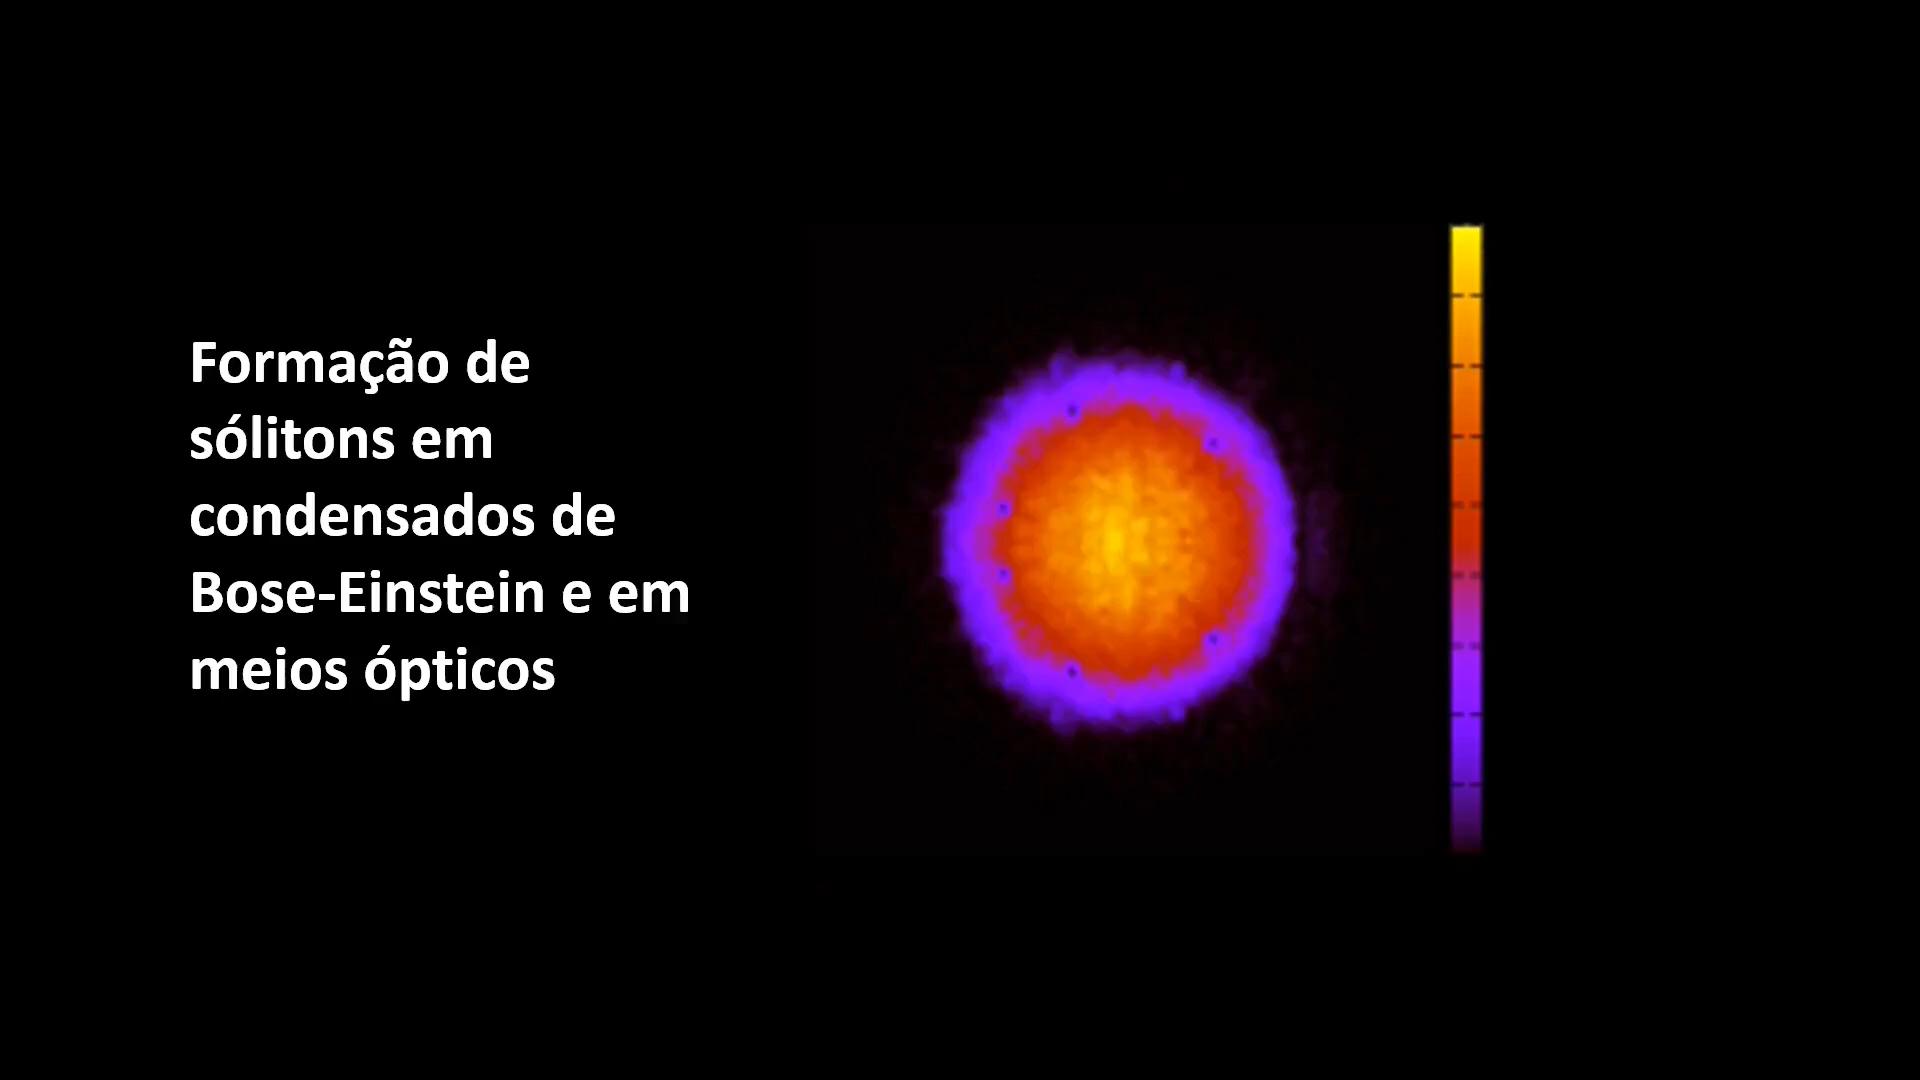 Formação de
sólitons em
condensados de
Bose-Einstein e em
meios ópticos